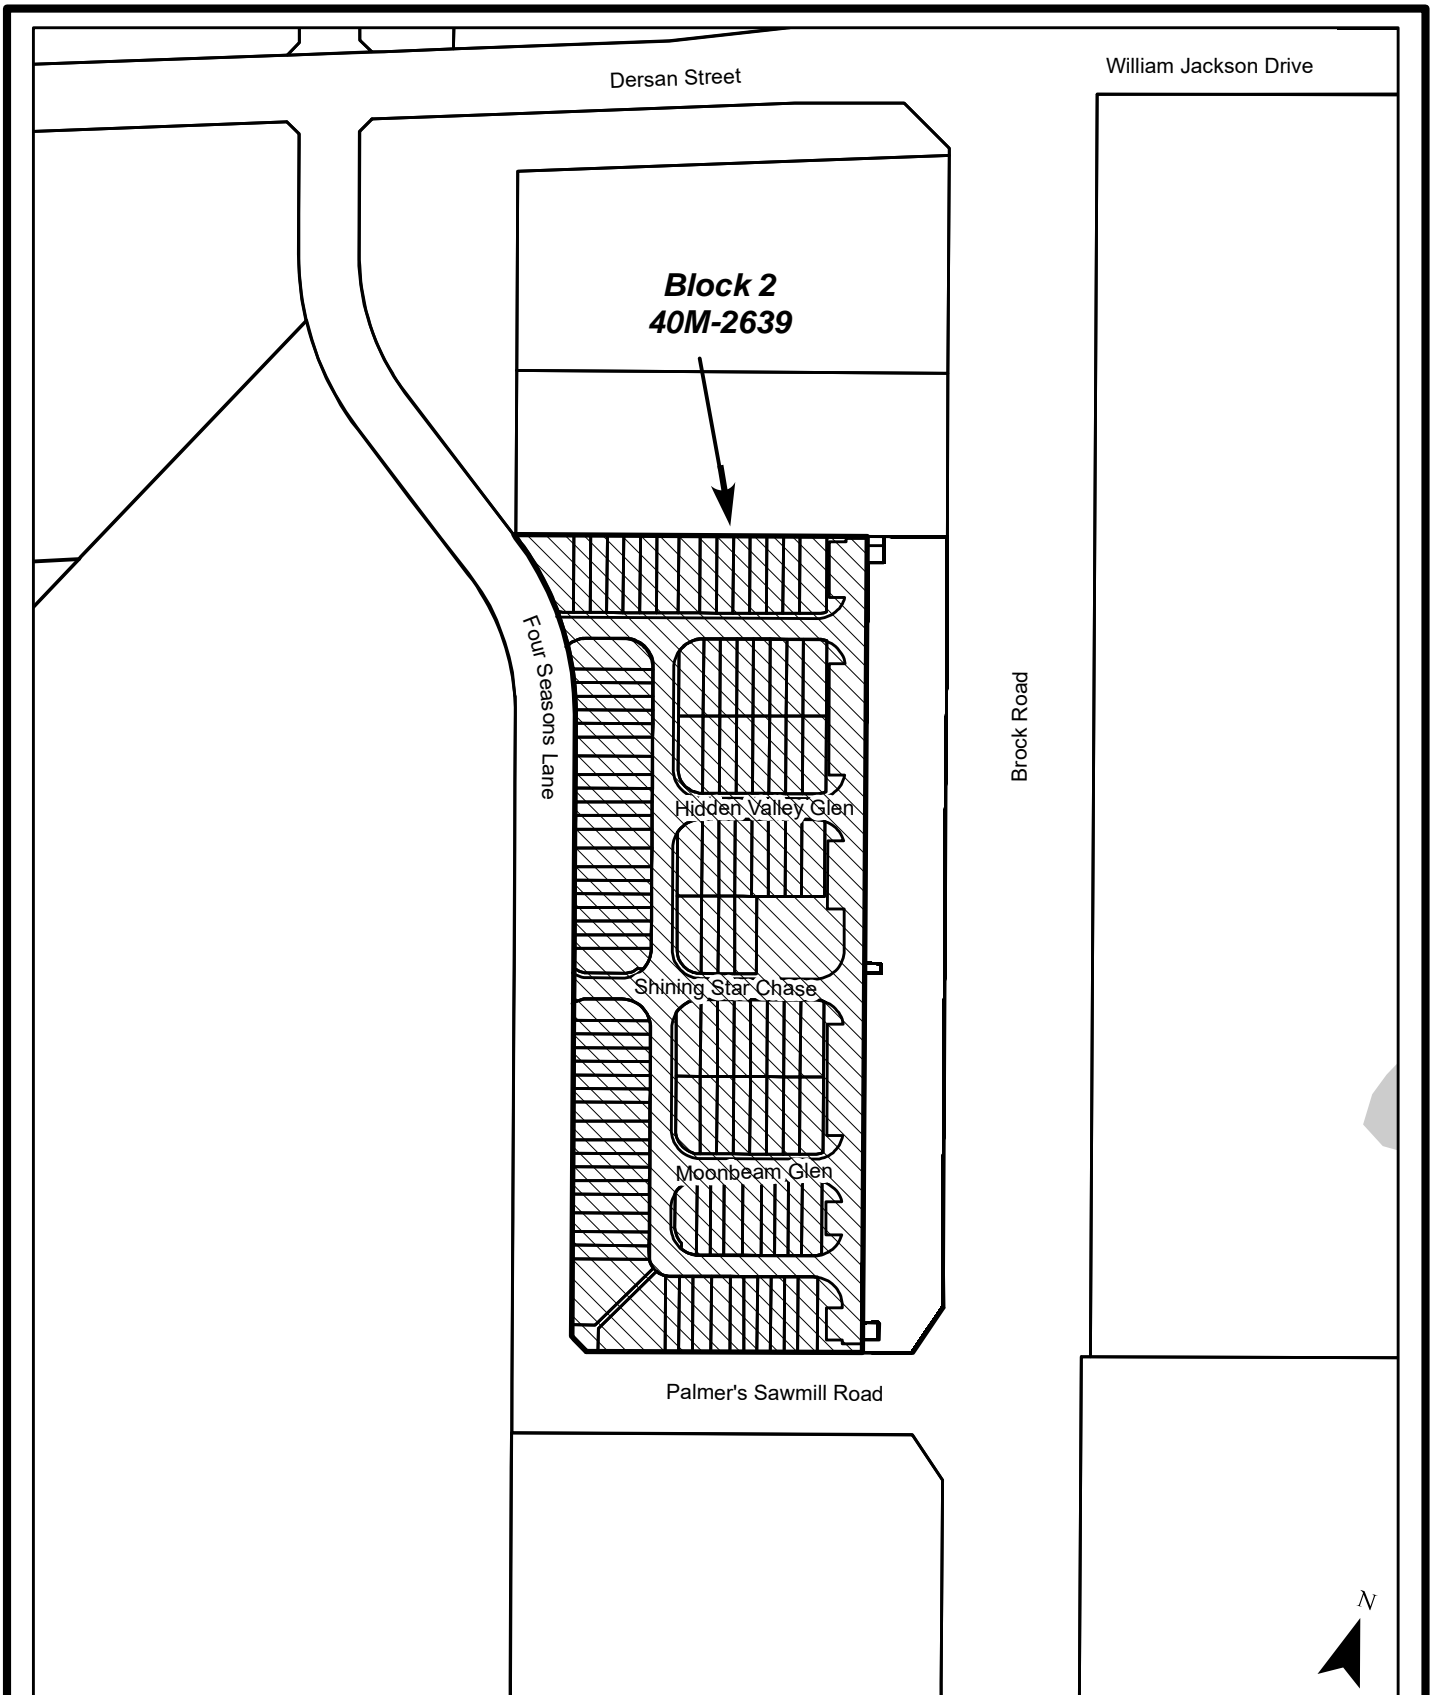 William Jackson Drive
Dersan Street
Block 2
40M-2639
Four Seasons Lane
Brock Road
Hidden Valley Glen
Shining Star Chase
Moonbeam Glen
Palmer's Sawmill Road
N